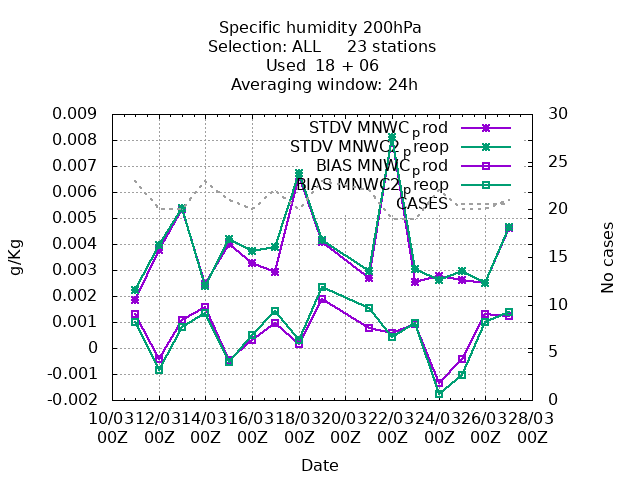 Specific humidity 200hPa
Selection: ALL 23 stations
Used 18 + 06
Averaging window: 24h
0.009
0.008
0.007
0.006
0.005
0.004
0.003
0.002
0.001
0
-0.001
-0.002
g/Kg
STDV MNWC_prod
STDV MNWC2_preop
BIAS MNWC_prod
BIAS MNWC2_preop
CASES
30
25
20
15
10
5
0
No cases
10/03 12/03 14/03 16/03 18/03 20/03 22/03 24/03 26/03 28/03
00Z 00Z 00Z 00Z 00Z 00Z 00Z 00Z 00Z 00Z
Date